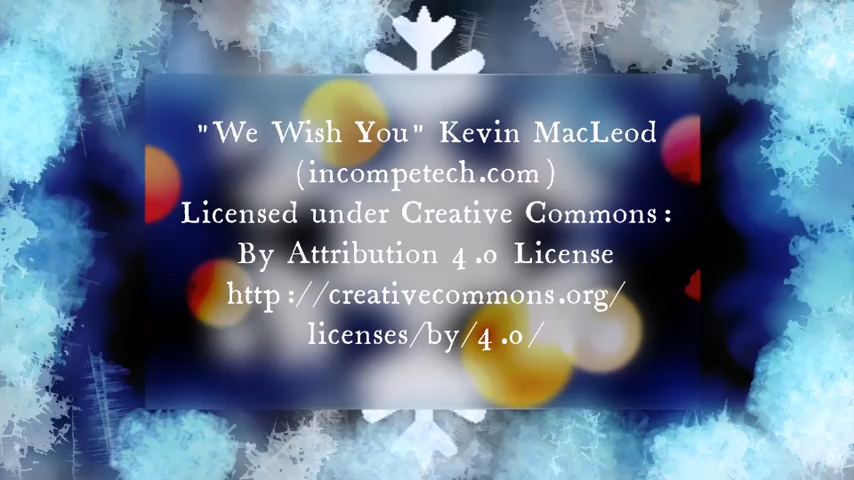 "We Wish You" Kevin MacLeod
(incompetech.com)
Licensed under Creative Commons:
By Attribution 4.0 License
http://creativecommons.org/
licenses/by/4.0/